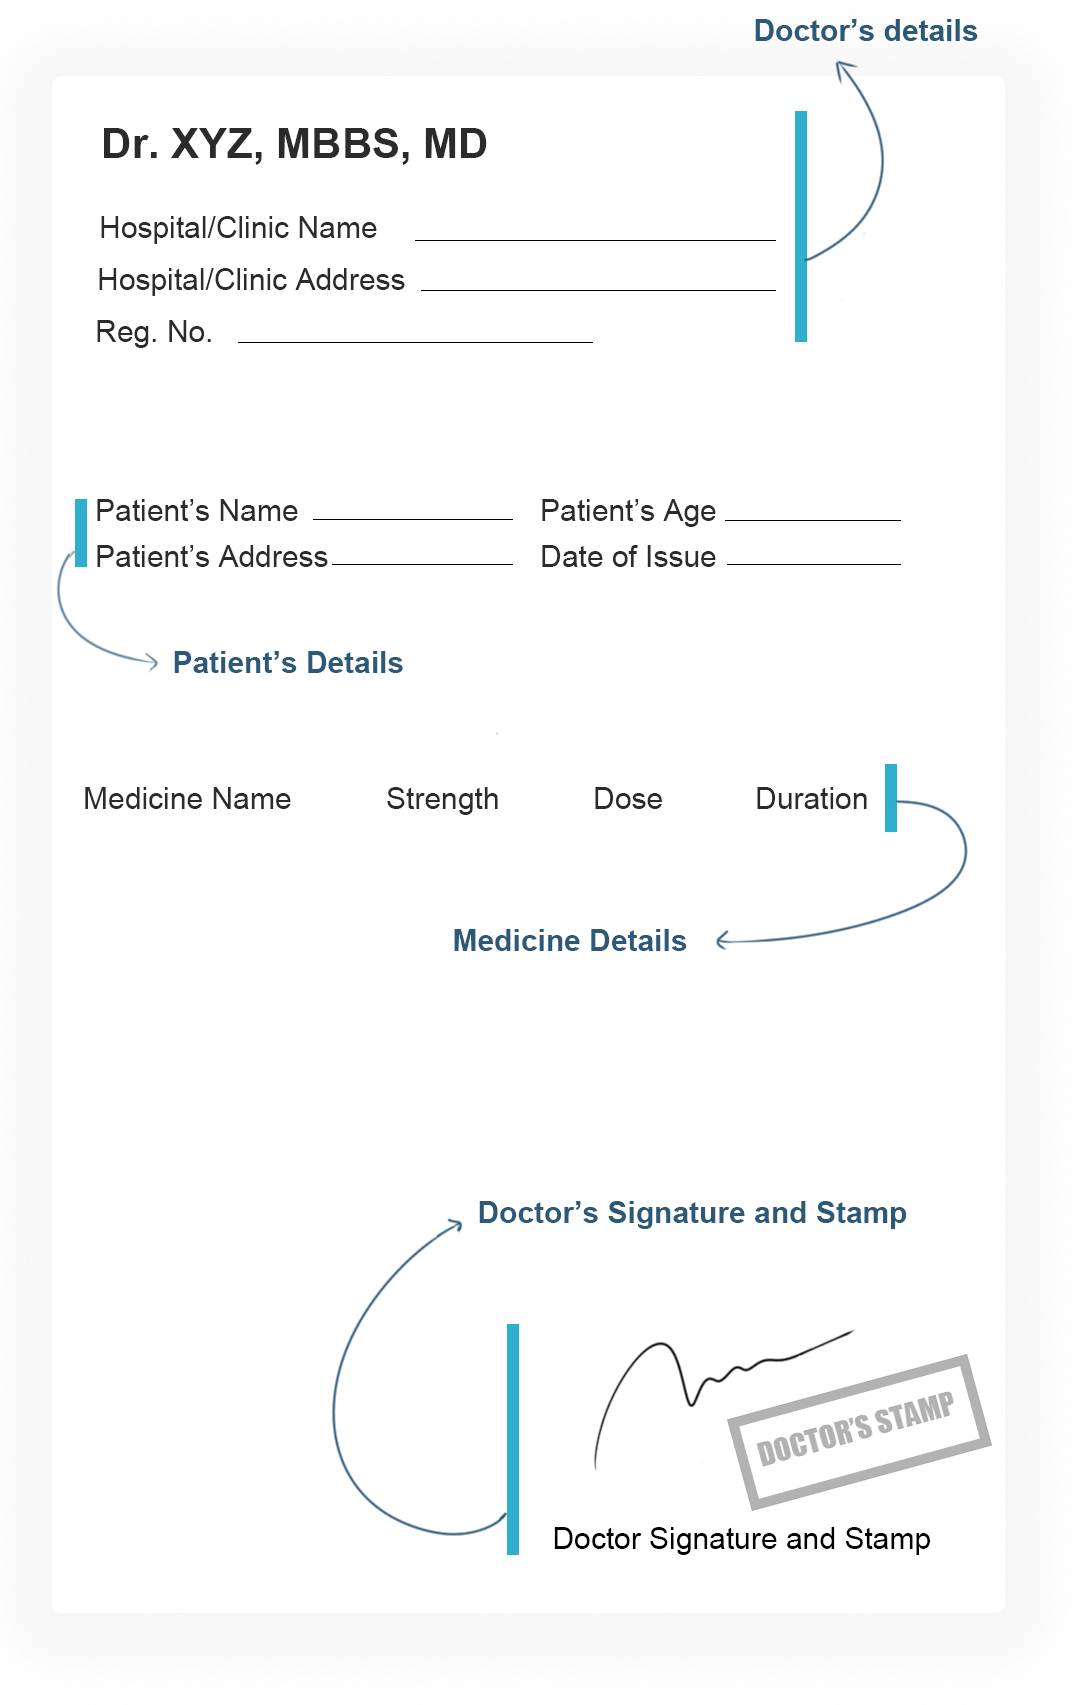 Doctor’s details
Dr. XYZ, MBBS, MD
Hospital/Clinic Name
Hospital/Clinic Address
Reg. No.
Patient’s Name Patient’s Age
Patient’s Address Date of Issue
Patient’s Details
Medicine Name Strength Dose Duration
Medicine Details
Doctor’s Signature and Stamp
DOCTOR’S STAMP
Doctor Signature and Stamp